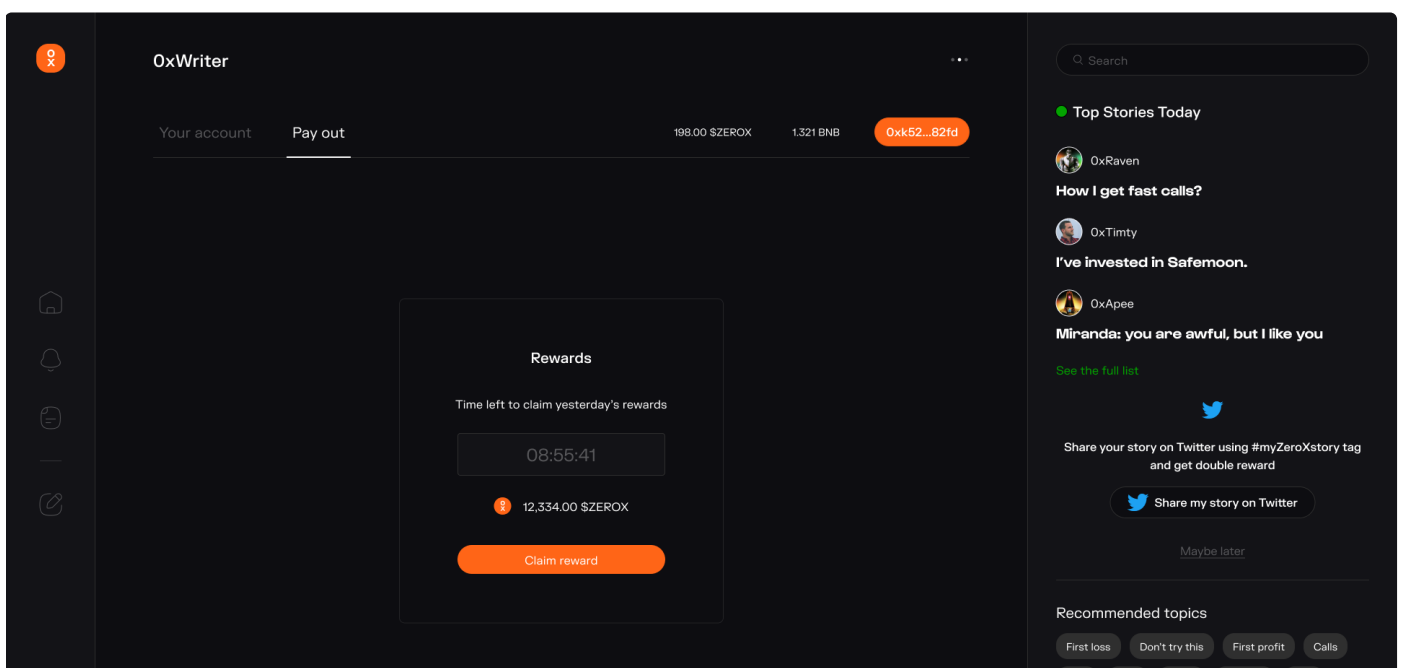 0xWriter
Your account
Pay out
198.00 $ZEROX
1.321 BNB
0xk52...82fd
Rewards
Time left to claim yesterday's rewards
08:55:41
12,334.00 $ZEROX
Claim reward
Search
Top Stories Today
0xRaven
How I get fast calls?
0xTimty
I've invested in Safemoon.
0xApee
Miranda: you are awful, but I like you
See the full list
Share your story on Twitter using #myZeroXstory tag
and get double reward
Share my story on Twitter
Maybe later
Recommended topics
First loss
Don't try this
First profit
Calls